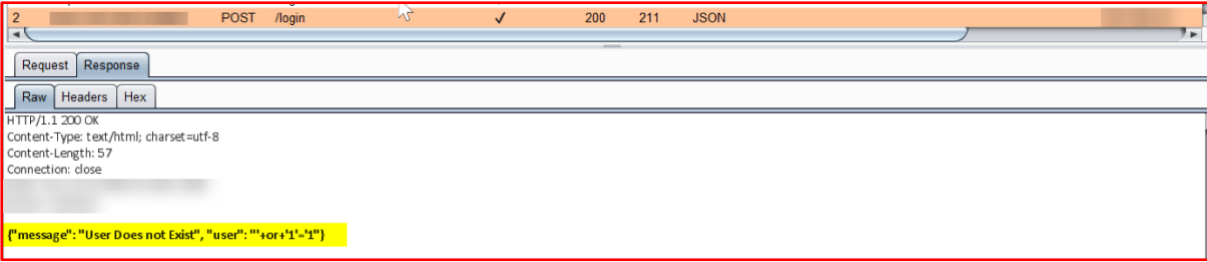 2 POST /login ✓ 200 211 JSON
Request Response
Raw Headers Hex
HTTP/1.1 200 OK
Content-Type: text/html; charset=utf-8
Content-Length: 57
Connection: close
{"message": "User Does not Exist", "user": "'+or+'1'='1"}